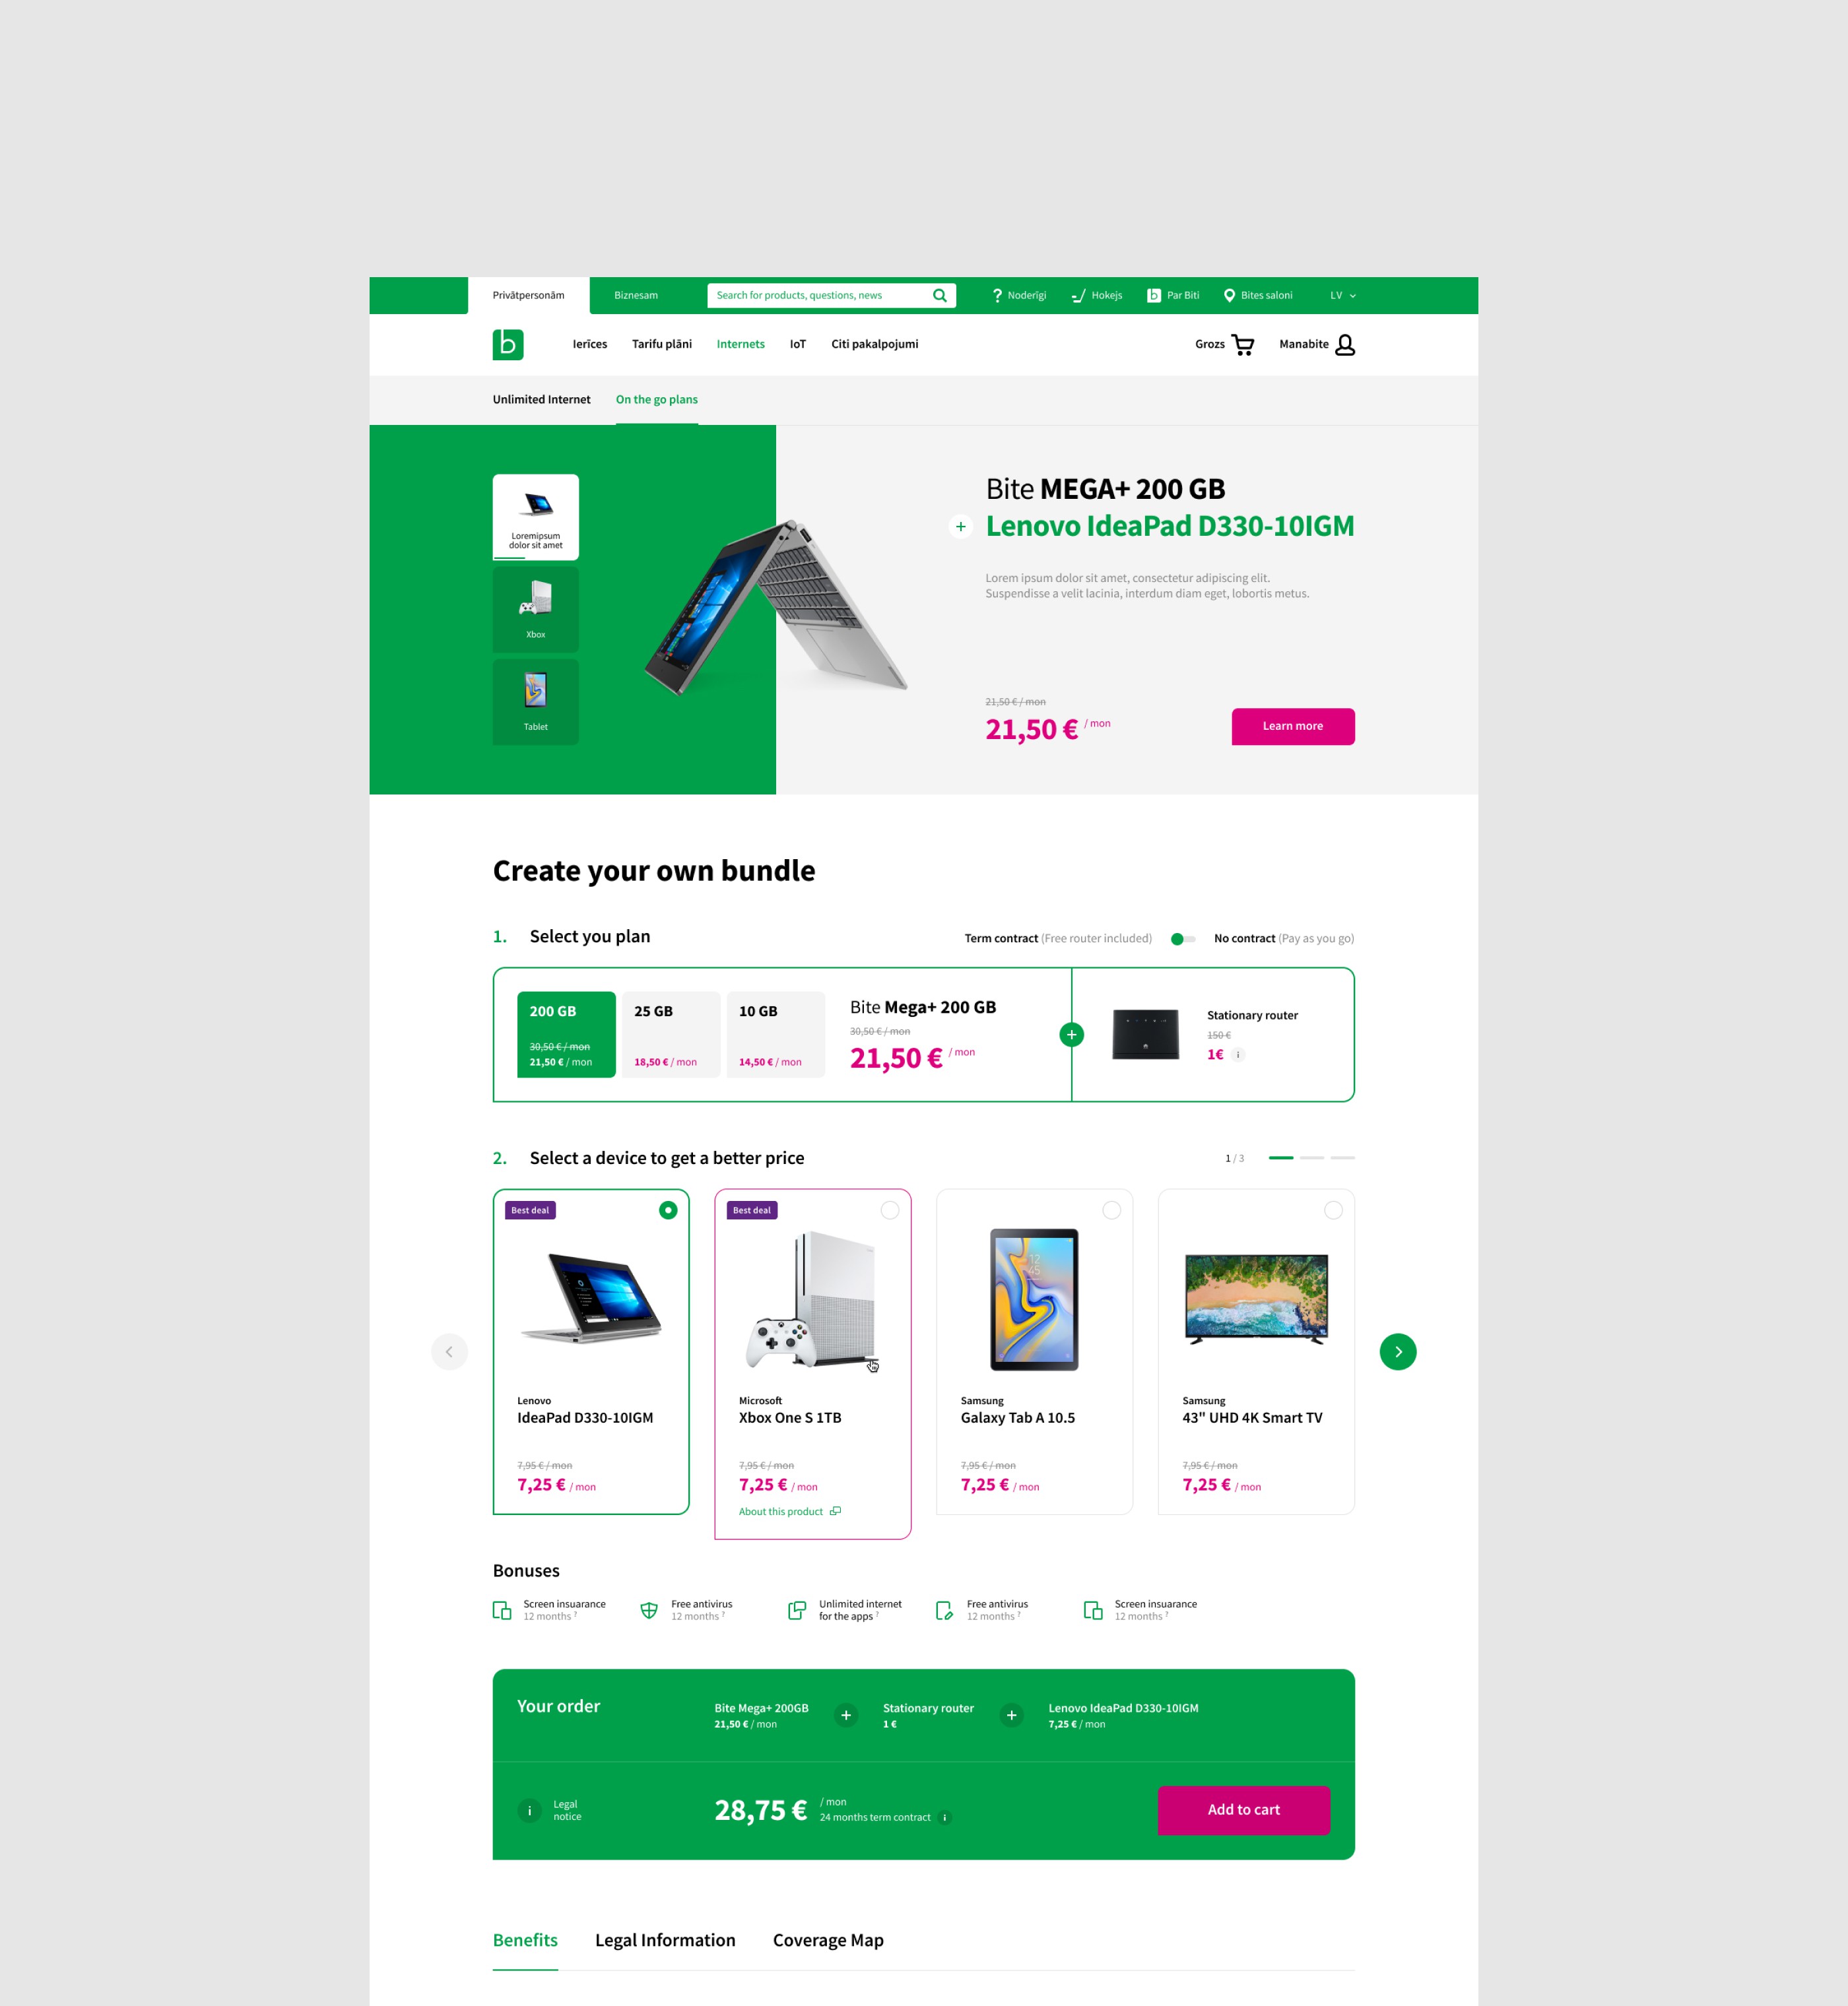 Privātpersonām
Biznesam
Search for products, questions, news
Noderīgi
Hokejs
b Par Biti
Bites saloni
LV
b
Ierīces
Tarifu plāni
Internets
IoT
Citi pakalpojumi
Grozs
Manabite
Unlimited Internet
On the go plans
Loremipsum
dolor sit amet
Xbox
Tablet
Bite MEGA+ 200 GB
+ Lenovo IdeaPad D330-10IGM
Lorem ipsum dolor sit amet, consectetur adipiscing elit.
Suspendisse a velit lacinia, interdum diam eget, lobortis metus.
21,50 € / mon
21,50 € / mon
Learn more
Create your own bundle
1. Select you plan
Term contract (Free router included)
No contract (Pay as you go)
200 GB
30,50 € / mon
21,50 € / mon
25 GB
18,50 € / mon
10 GB
14,50 € / mon
Bite Mega+ 200 GB
30,50 € / mon
21,50 € / mon
+
Stationary router
150 €
1€ i
2. Select a device to get a better price
1 / 3
Best deal
Lenovo
IdeaPad D330-10IGM
7,95 € / mon
7,25 € / mon
Best deal
Microsoft
Xbox One S 1TB
7,95 € / mon
7,25 € / mon
About this product
12
45
Samsung
Galaxy Tab A 10.5
7,95 € / mon
7,25 € / mon
Samsung
43" UHD 4K Smart TV
7,95 € / mon
7,25 € / mon
Bonuses
Screen insuarance
12 months ?
Free antivirus
12 months ?
Unlimited internet
for the apps ?
Free antivirus
12 months ?
Screen insuarance
12 months ?
Your order
Bite Mega+ 200GB
21,50 € / mon
+
Stationary router
1 €
+
Lenovo IdeaPad D330-10IGM
7,25 € / mon
i
Legal
notice
28,75 €
/ mon
24 months term contract i
Add to cart
Benefits
Legal Information
Coverage Map